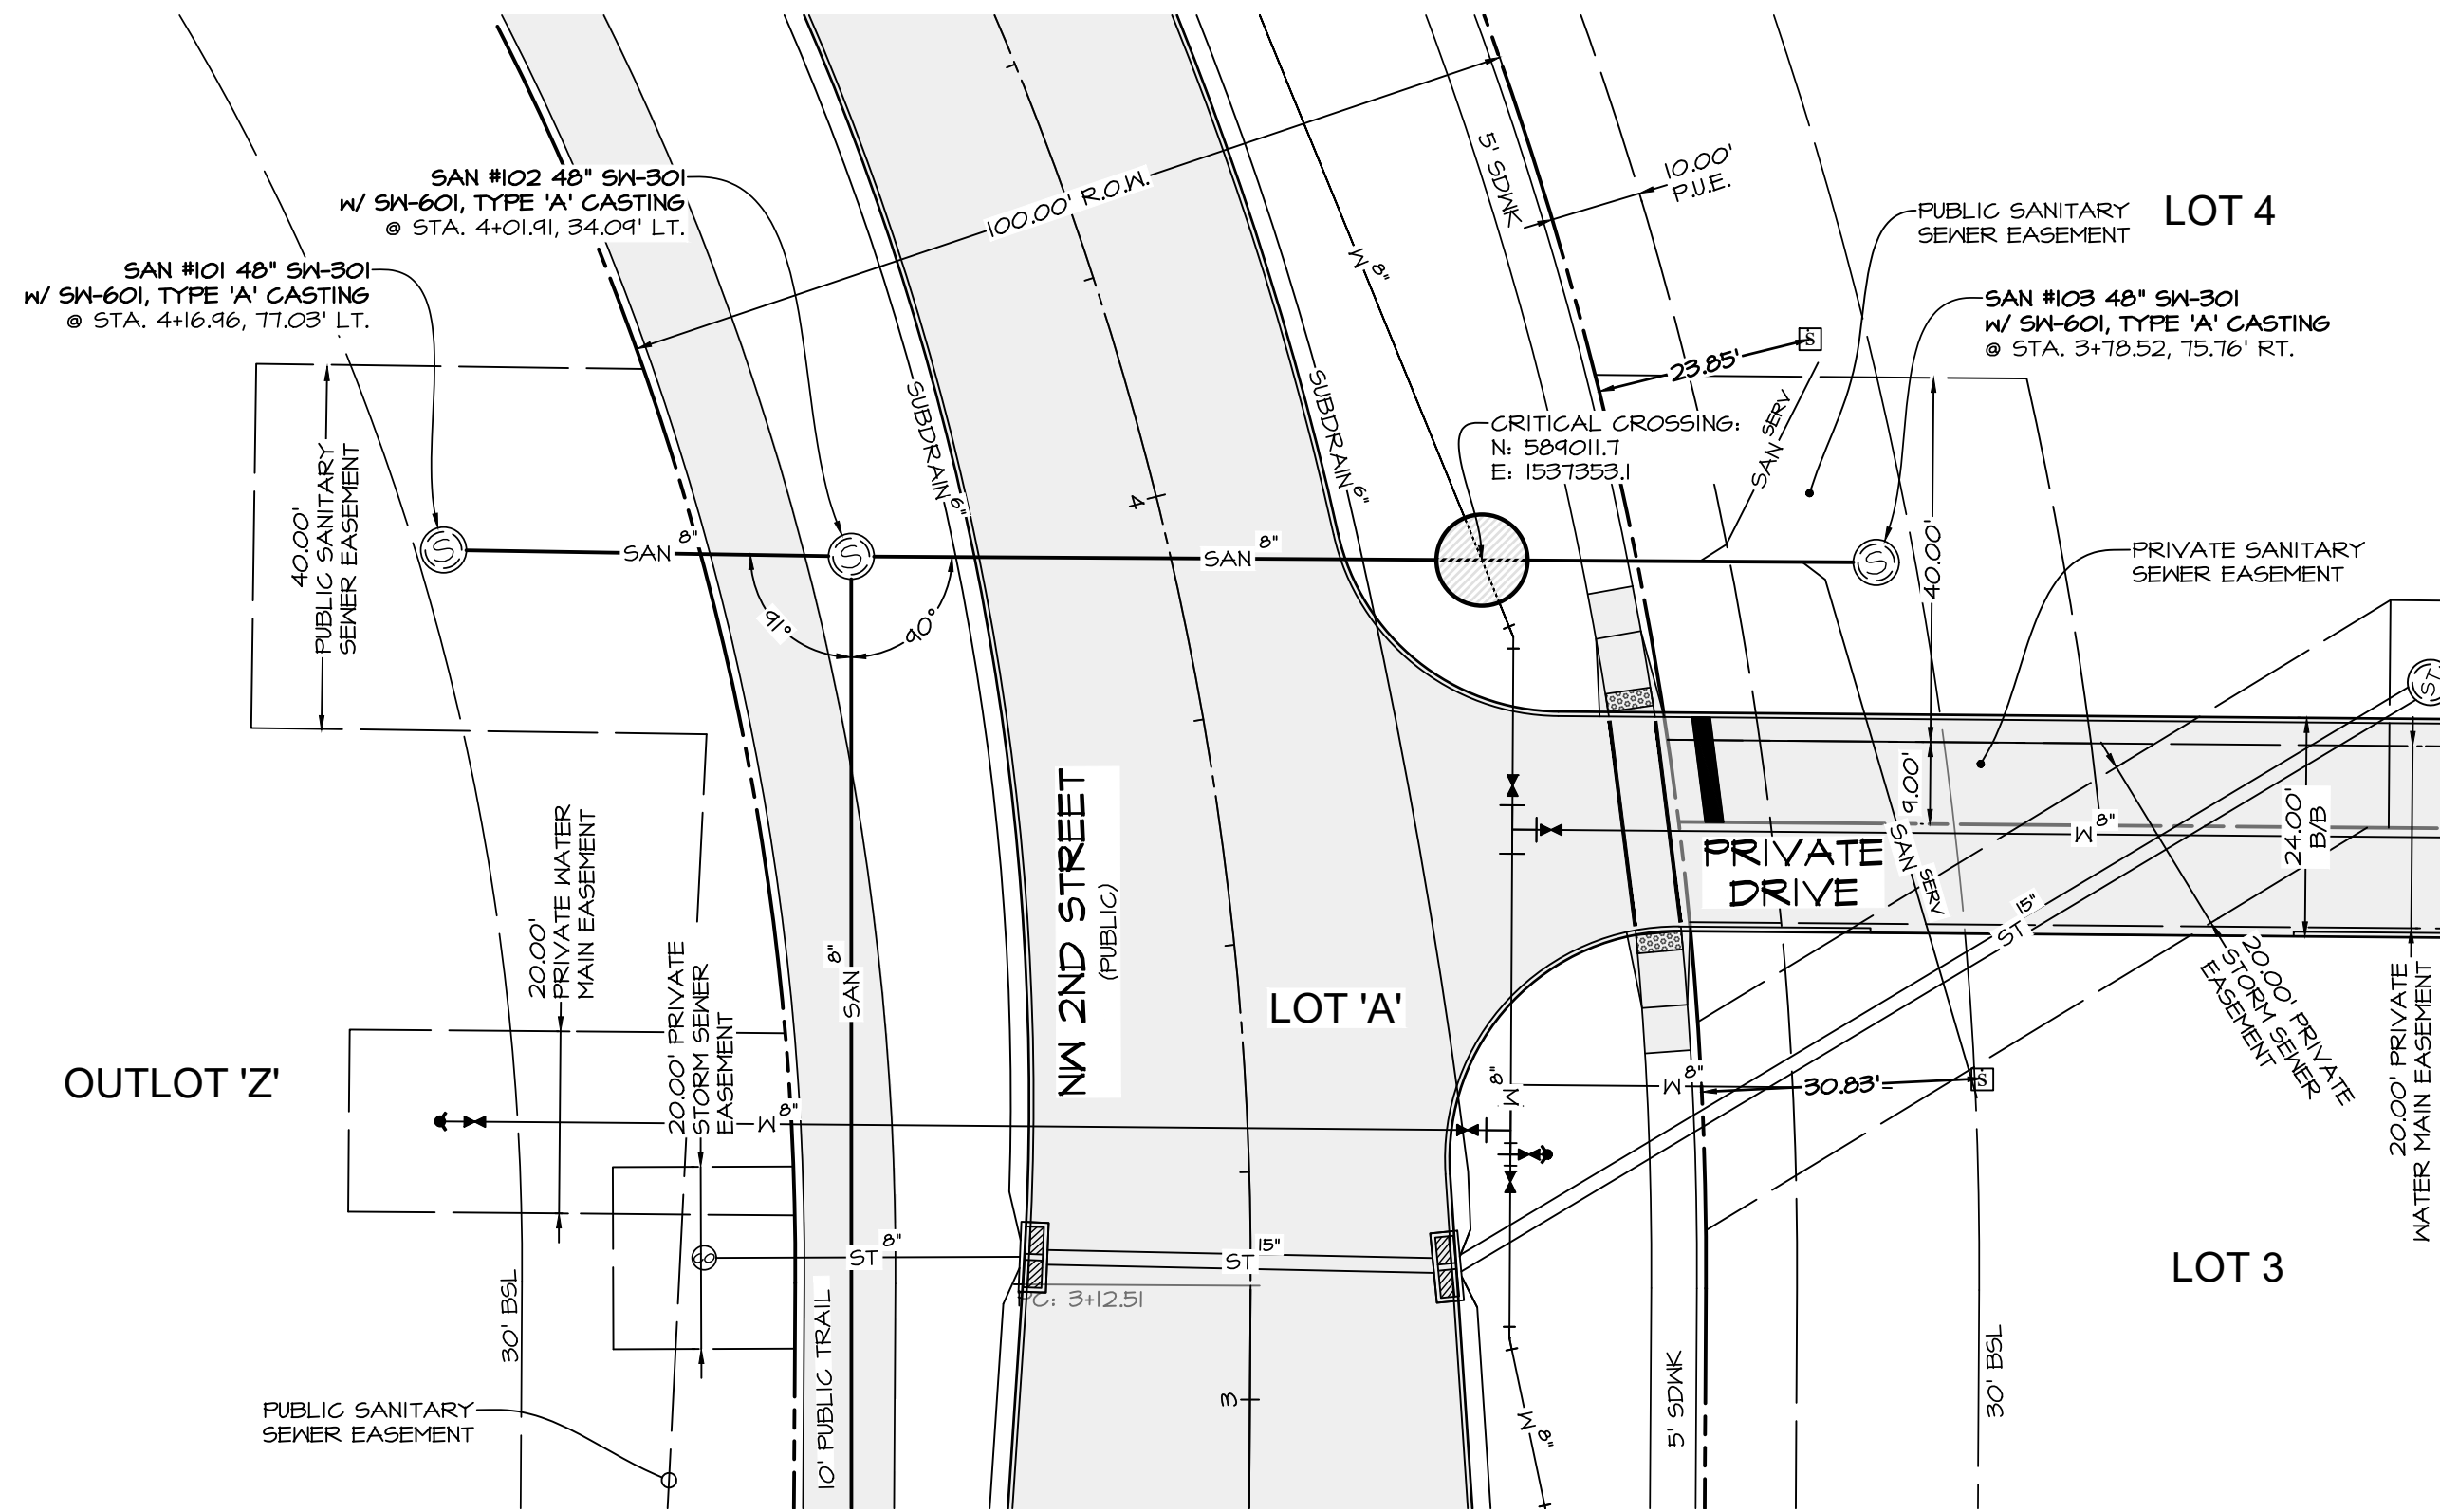 SAN #102 48" SW-301
w/ SW-601, TYPE 'A' CASTING
@ STA. 4+01.91, 34.09' LT.
SAN #101 48" SW-301
w/ SW-601, TYPE 'A' CASTING
@ STA. 4+16.96, 77.03' LT.
100.00' R.O.W.
5' SDWK
10.00'
P.U.E.
PUBLIC SANITARY
SEWER EASEMENT
LOT 4
SAN #103 48" SW-301
w/ SW-601, TYPE 'A' CASTING
@ STA. 3+78.52, 75.76' RT.
W 8"
S
23.85'
SAN SERV
CRITICAL CROSSING:
N: 589011.7
E: 1537353.1
SUBDRAIN 6"
SUBDRAIN 6"
4
40.00'
PUBLIC SANITARY
SEWER EASEMENT
S
SAN 8"
S
SAN 8"
S
40.00'
PRIVATE SANITARY
SEWER EASEMENT
91°
90°
ST
NW 2ND STREET
(PUBLIC)
9.00'
PRIVATE
DRIVE
SAN SERV
W 8"
24.00'
B/B
20.00'
PRIVATE WATER
MAIN EASEMENT
20.00' PRIVATE
STORM SEWER
EASEMENT
SAN 8"
LOT 'A'
ST 15"
20.00' PRIVATE
STORM SEWER
EASEMENT
20.00' PRIVATE
WATER MAIN EASEMENT
OUTLOT 'Z'
W 8"
W 8"
W 8"
30.83'
S
CO
ST 8"
ST 15"
PC: 3+12.51
LOT 3
30' BSL
10' PUBLIC TRAIL
3
W 8"
5' SDWK
30' BSL
PUBLIC SANITARY
SEWER EASEMENT